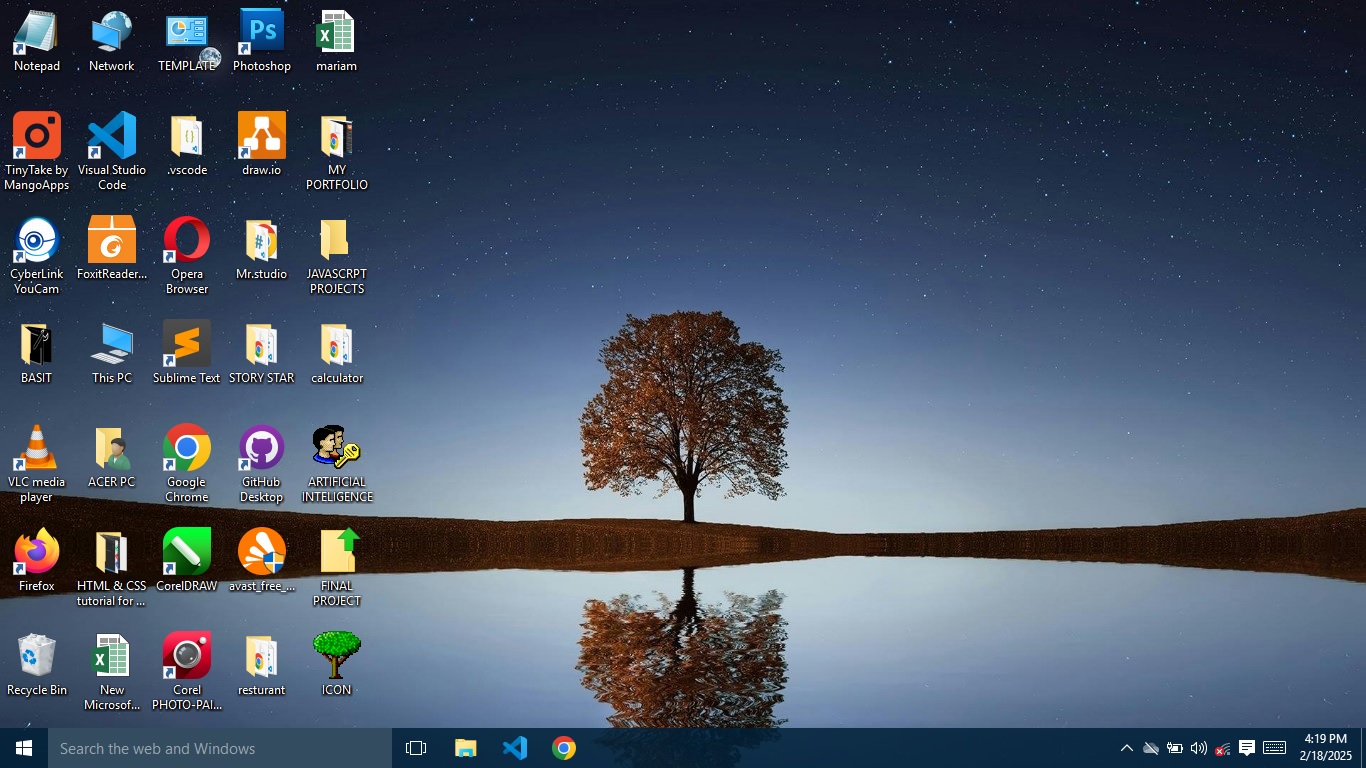 Notepad
Network
TEMPLATE
Ps
Photoshop
mariam
TinyTake by
MangoApps
Visual Studio
Code
.vscode
draw.io
MY
PORTFOLIO
CyberLink
YouCam
FoxitReader...
Opera
Browser
Mr.studio
JAVASCRPT
PROJECTS
BASIT
This PC
Sublime Text
STORY STAR
calculator
VLC media
player
ACER PC
Google
Chrome
GitHub
Desktop
ARTIFICIAL
INTELIGENCE
Firefox
HTML & CSS
tutorial for ...
CorelDRAW
avast_free_...
FINAL
PROJECT
Recycle Bin
New
Microsof...
Corel
PHOTO-PAI...
resturant
ICON
Search the web and Windows
4:19 PM
2/18/2025